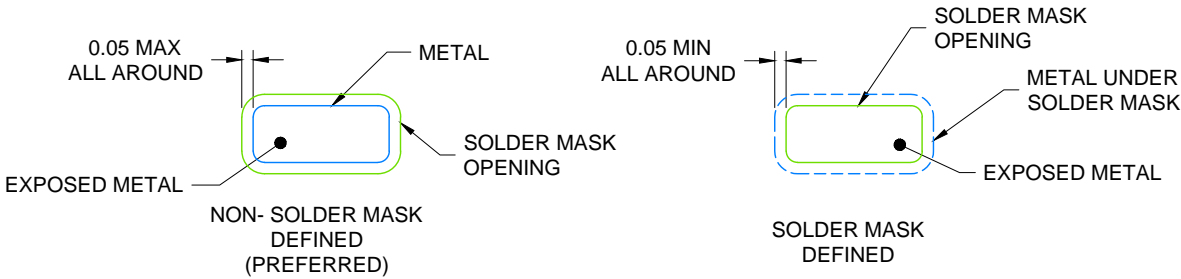 0.05 MAX
ALL AROUND
METAL
SOLDER MASK
OPENING
EXPOSED METAL
NON- SOLDER MASK
DEFINED
(PREFERRED)
0.05 MIN
ALL AROUND
SOLDER MASK
OPENING
METAL UNDER
SOLDER MASK
EXPOSED METAL
SOLDER MASK
DEFINED